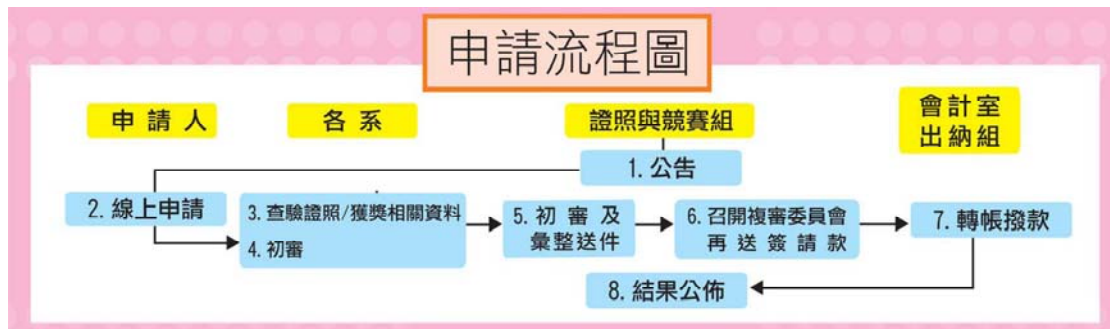 申請流程圖
申請人
各系
證照與競賽組
會計室
出納組
1. 公告
2. 線上申請
3. 查驗證照/獲獎相關資料
4. 初審
5. 初審及
彙整送件
6. 召開複審委員會
再送簽請款
7. 轉帳撥款
8. 結果公佈